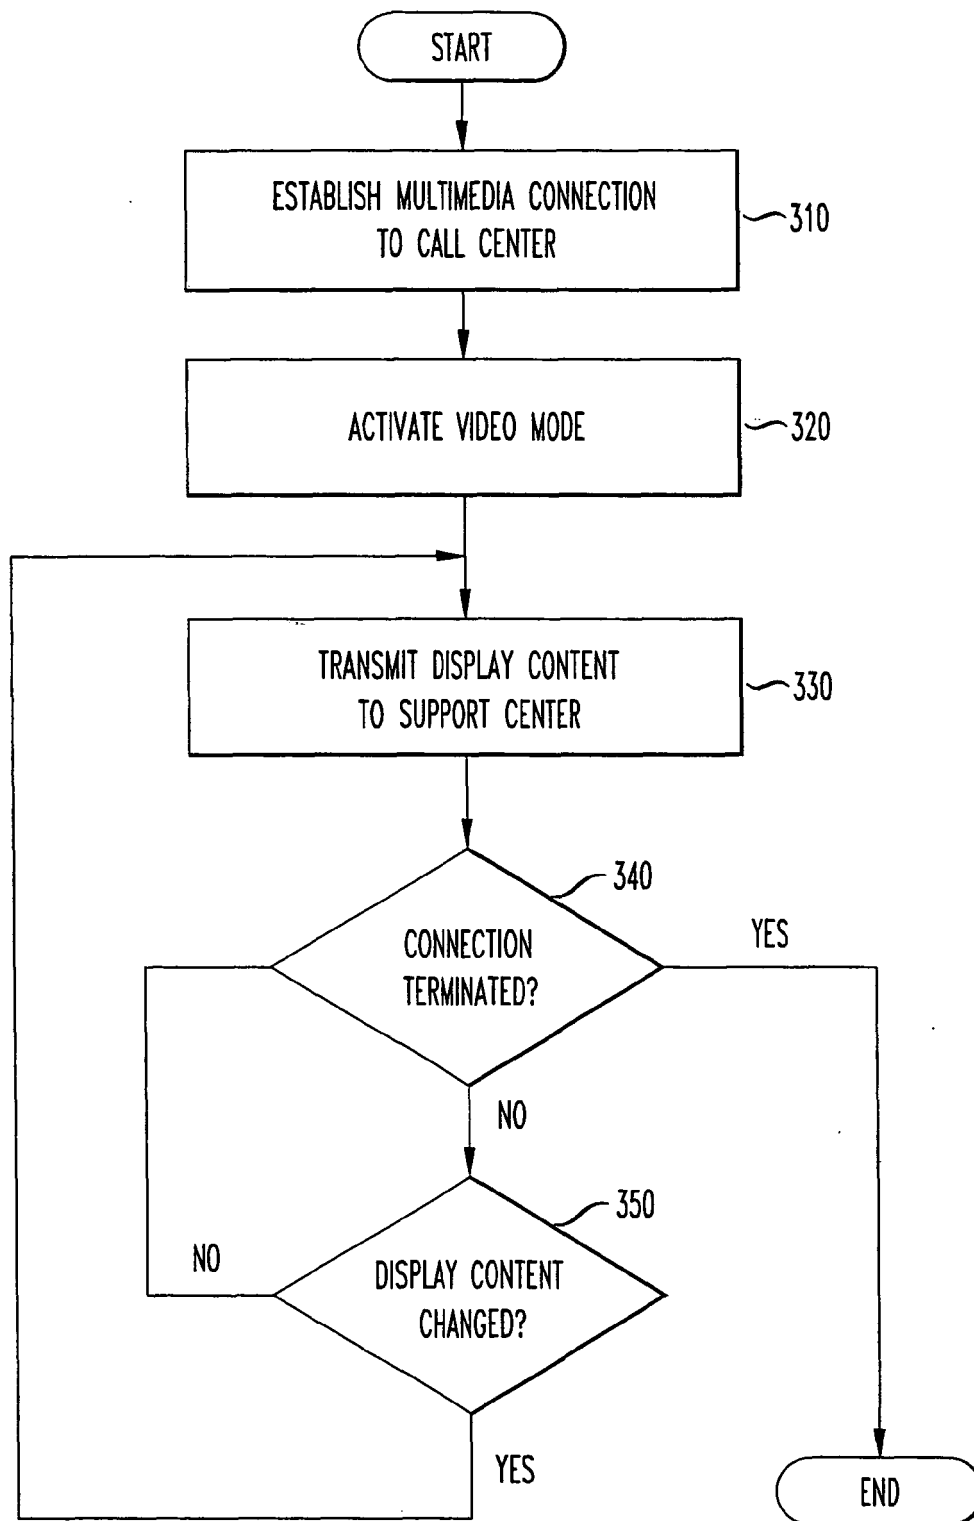 START
ESTABLISH MULTIMEDIA CONNECTION
TO CALL CENTER
310
ACTIVATE VIDEO MODE
320
TRANSMIT DISPLAY CONTENT
TO SUPPORT CENTER
330
340
CONNECTION
TERMINATED?
YES
NO
350
NO
DISPLAY CONTENT
CHANGED?
YES
END